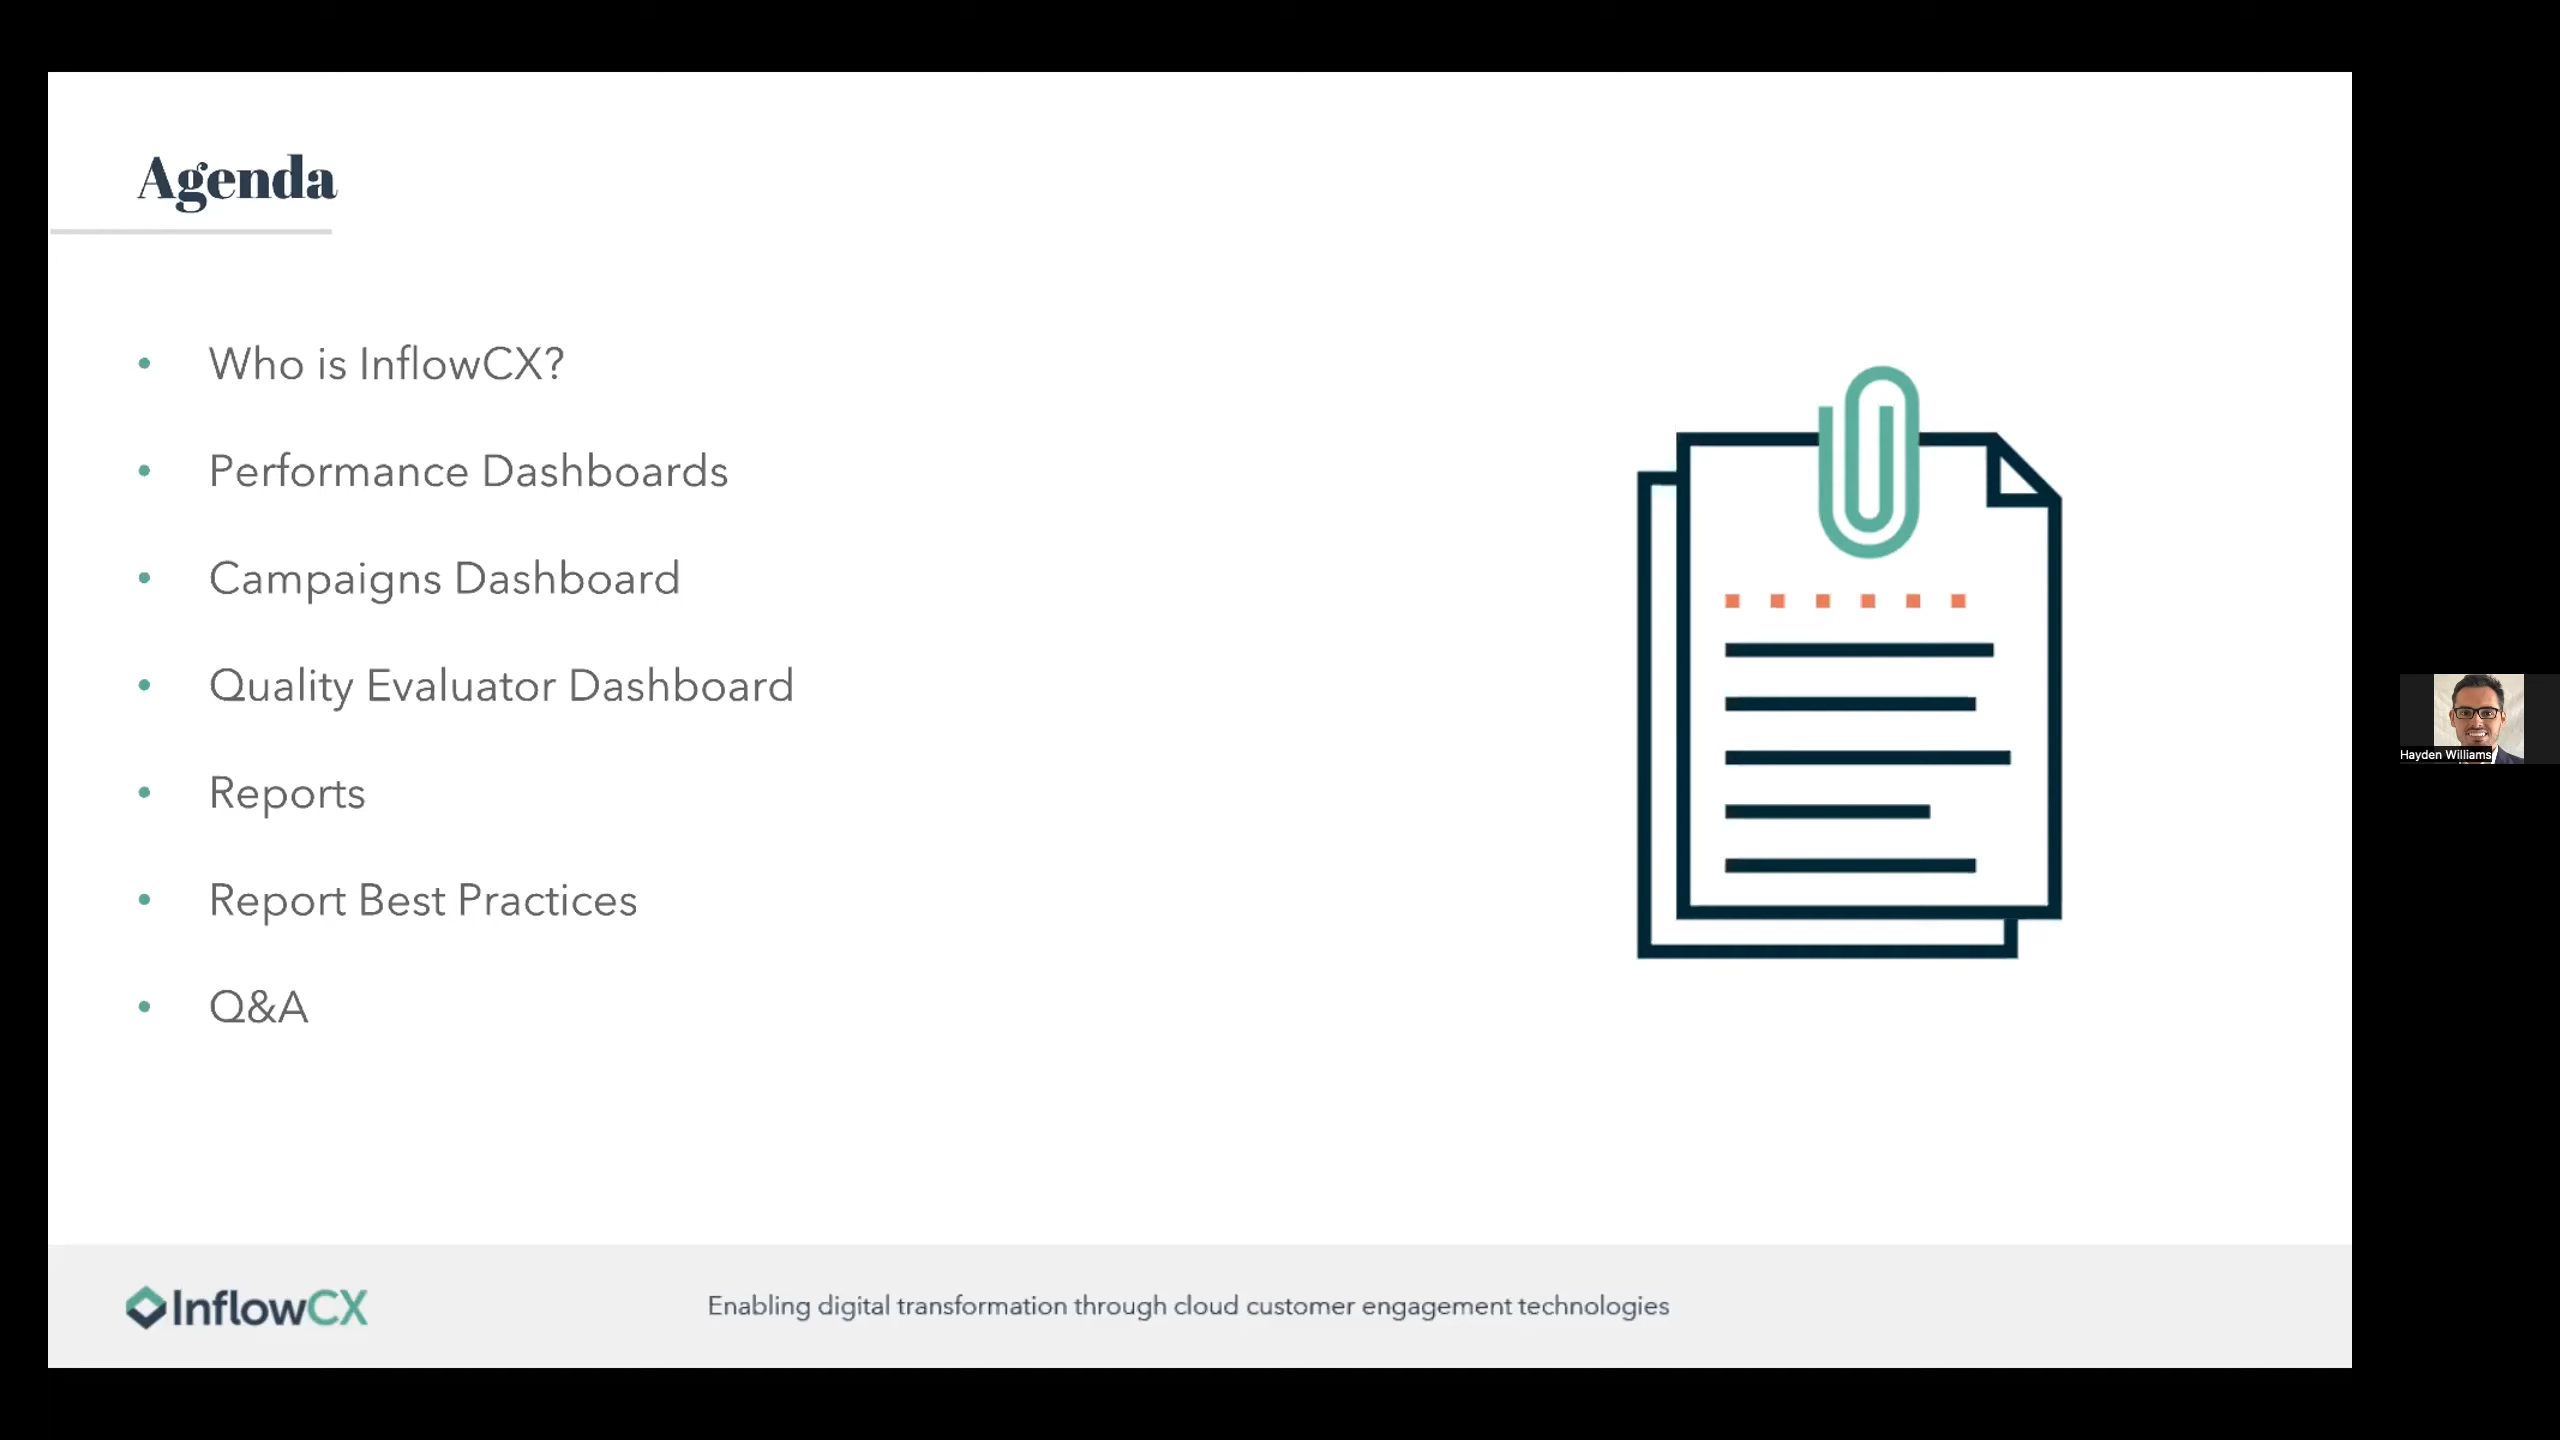 Agenda
• Who is InflowCX?
• Performance Dashboards
• Campaigns Dashboard
• Quality Evaluator Dashboard
• Reports
• Report Best Practices
• Q&A
Hayden Williams
InflowCX
Enabling digital transformation through cloud customer engagement technologies